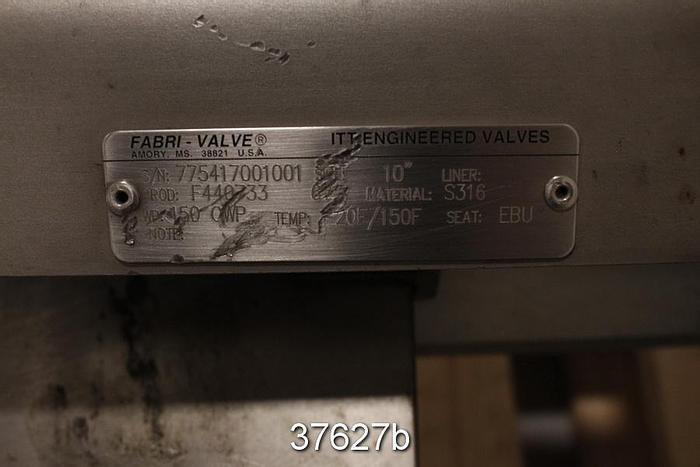 FABRI-VALVE® ITT ENGINEERED VALVES
AMORY, MS. 38821 U.S.A.
S/N: 775417001001 10" LINER:
PROD: F440733 MATERIAL: S316
150 CWP TEMP: 20F/150F SEAT: EBU
NOTE:
37627b